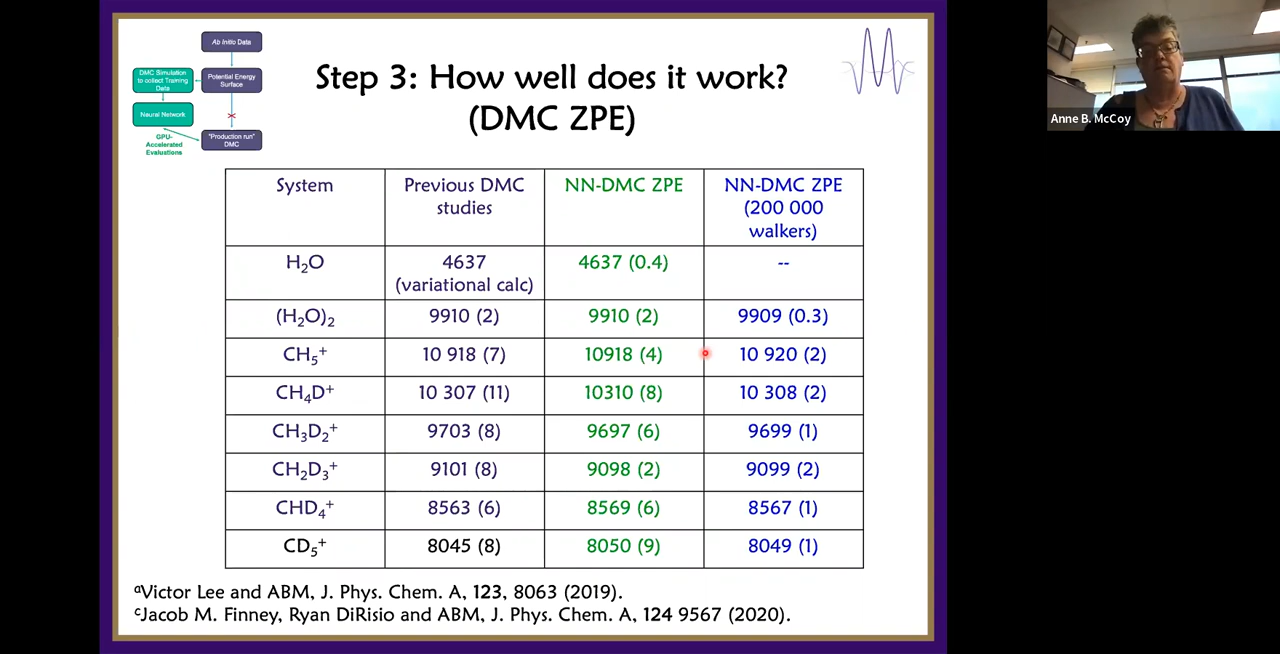 Ab Initio Data
DMC Simulation
to collect Training
Data
Potential Energy
Surface
Neural Network
"Production run"
DMC
GPU-
Accelerated
Evaluations
Step 3: How well does it work?
(DMC ZPE)
Anne B. McCoy
System Previous DMC studies NN-DMC ZPE NN-DMC ZPE (200 000 walkers)
H₂O 4637 (variational calc) 4637 (0.4) --
(H₂O)₂ 9910 (2) 9910 (2) 9909 (0.3)
CH₅⁺ 10 918 (7) 10918 (4) 10 920 (2)
CH₄D⁺ 10 307 (11) 10310 (8) 10 308 (2)
CH₃D₂⁺ 9703 (8) 9697 (6) 9699 (1)
CH₂D₃⁺ 9101 (8) 9098 (2) 9099 (2)
CHD₄⁺ 8563 (6) 8569 (6) 8567 (1)
CD₅⁺ 8045 (8) 8050 (9) 8049 (1)
ᵃVictor Lee and ABM, J. Phys. Chem. A, 123, 8063 (2019).
ᶜJacob M. Finney, Ryan DiRisio and ABM, J. Phys. Chem. A, 124 9567 (2020).